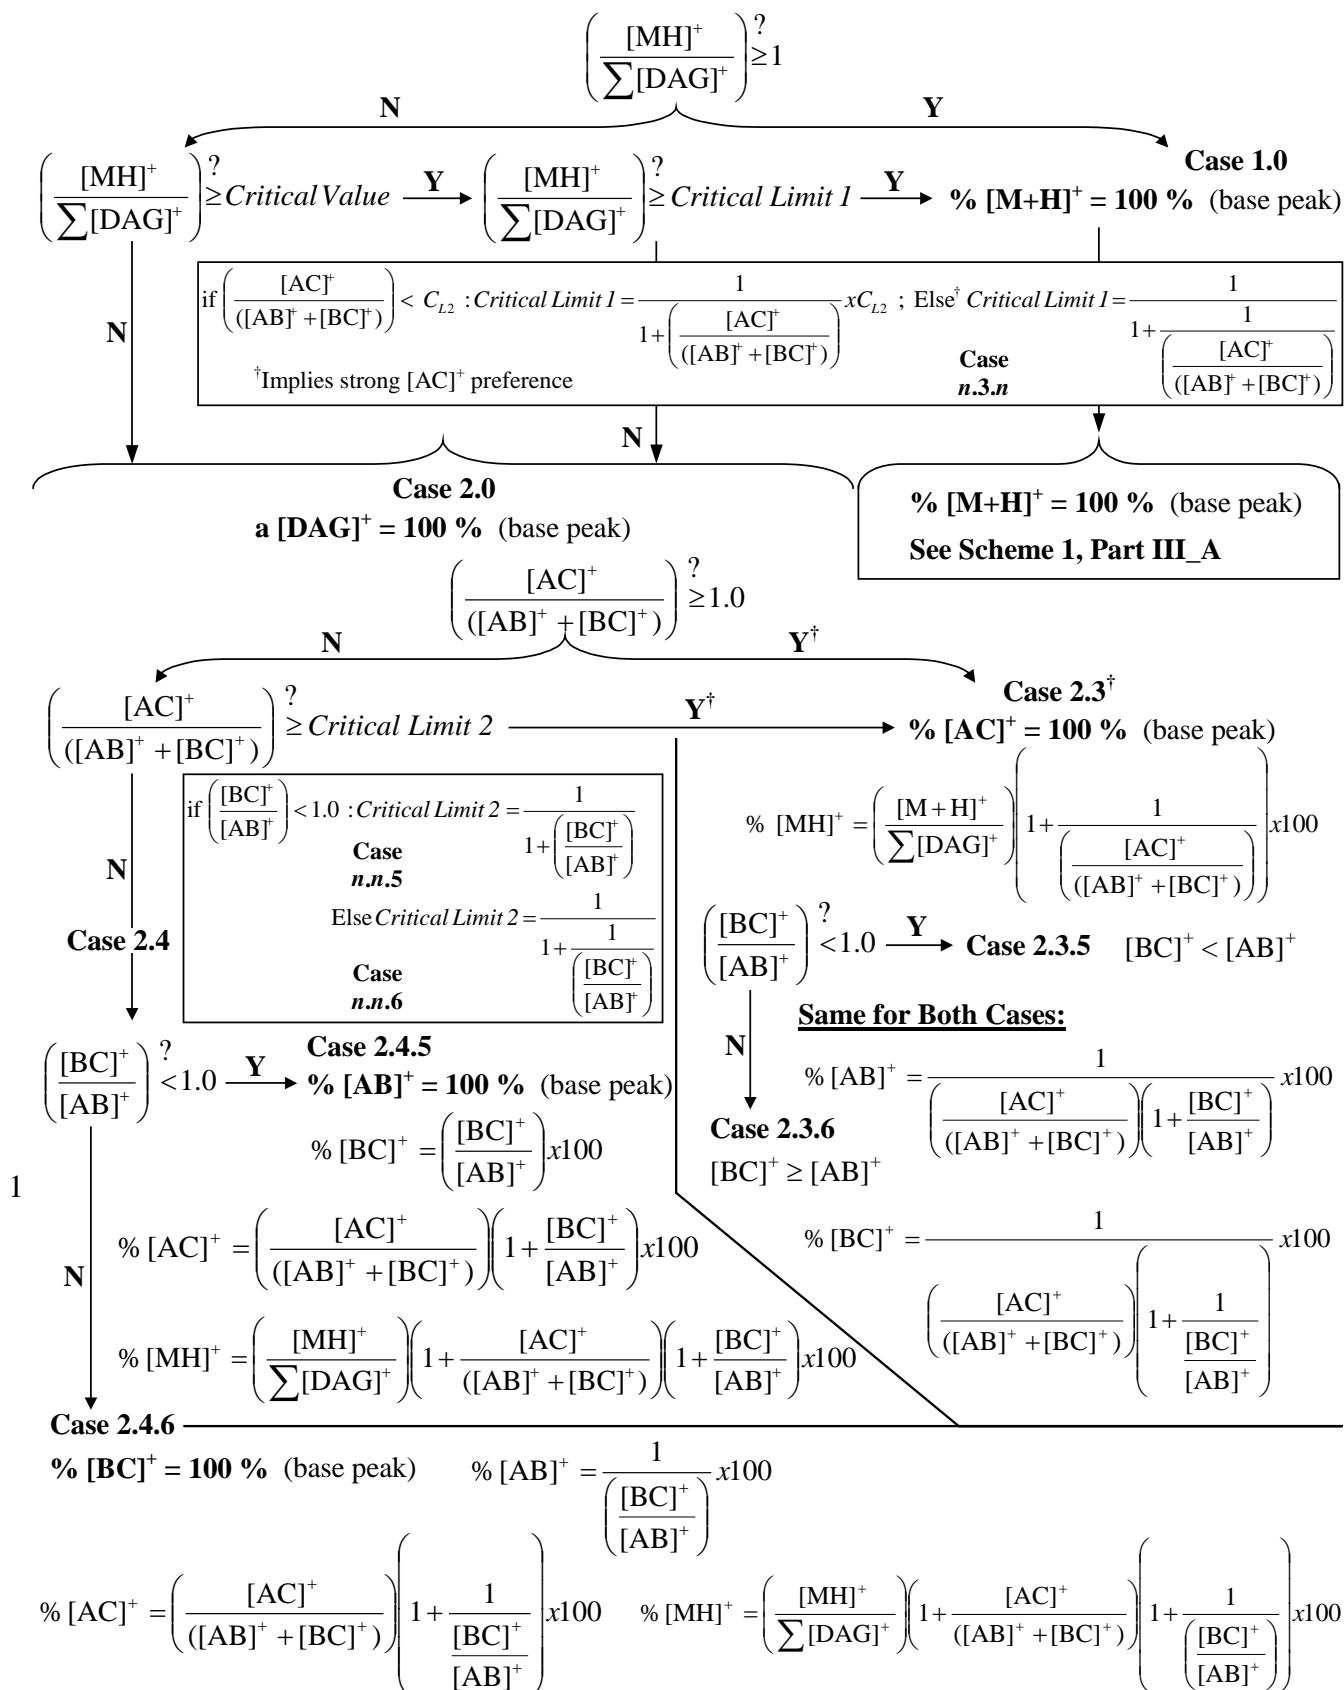 ([MH]⁺ / ∑[DAG]⁺) ≥? 1
N Y
([MH]⁺ / ∑[DAG]⁺) ≥? Critical Value Y ([MH]⁺ / ∑[DAG]⁺) ≥? Critical Limit 1 Y
Case 1.0
% [M+H]⁺ = 100 % (base peak)
N
if ([AC]⁺ / ([AB]⁺ + [BC]⁺)) < C_L2 : Critical Limit 1 = 1 / (1 + ([AC]⁺ / ([AB]⁺ + [BC]⁺))) x C_L2 ; Else† Critical Limit 1 = 1 / (1 + 1 / ([AC]⁺ / ([AB]⁺ + [BC]⁺)))
†Implies strong [AC]⁺ preference
Case
n.3.n
N
Case 2.0
a [DAG]⁺ = 100 % (base peak)
% [M+H]⁺ = 100 % (base peak)
See Scheme 1, Part III_A
([AC]⁺ / ([AB]⁺ + [BC]⁺)) ≥? 1.0
N Y†
([AC]⁺ / ([AB]⁺ + [BC]⁺)) ≥? Critical Limit 2 Y†
Case 2.3†
% [AC]⁺ = 100 % (base peak)
% [MH]⁺ = ([M + H]⁺ / ∑[DAG]⁺)(1 + 1 / ([AC]⁺ / ([AB]⁺ + [BC]⁺))) x100
N
if ([BC]⁺ / [AB]⁺) < 1.0 : Critical Limit 2 = 1 / (1 + ([BC]⁺ / [AB]⁺))
Case
n.n.5
Else Critical Limit 2 = 1 / (1 + 1 / ([BC]⁺ / [AB]⁺))
Case
n.n.6
Case 2.4
([BC]⁺ / [AB]⁺) <? 1.0 Y Case 2.3.5 [BC]⁺ < [AB]⁺
N
Same for Both Cases:
% [AB]⁺ = 1 / (([AC]⁺ / ([AB]⁺ + [BC]⁺))(1 + [BC]⁺ / [AB]⁺)) x100
Case 2.3.6
[BC]⁺ ≥ [AB]⁺
% [BC]⁺ = 1 / (([AC]⁺ / ([AB]⁺ + [BC]⁺))(1 + 1 / ([BC]⁺ / [AB]⁺))) x100
([BC]⁺ / [AB]⁺) <? 1.0 Y
Case 2.4.5
% [AB]⁺ = 100 % (base peak)
% [BC]⁺ = ([BC]⁺ / [AB]⁺) x100
1
% [AC]⁺ = ([AC]⁺ / ([AB]⁺ + [BC]⁺))(1 + [BC]⁺ / [AB]⁺) x100
N
% [MH]⁺ = ([MH]⁺ / ∑[DAG]⁺)(1 + [AC]⁺ / ([AB]⁺ + [BC]⁺))(1 + [BC]⁺ / [AB]⁺) x100
Case 2.4.6
% [BC]⁺ = 100 % (base peak) % [AB]⁺ = 1 / ([BC]⁺ / [AB]⁺) x100
% [AC]⁺ = ([AC]⁺ / ([AB]⁺ + [BC]⁺))(1 + 1 / ([BC]⁺ / [AB]⁺)) x100 % [MH]⁺ = ([MH]⁺ / ∑[DAG]⁺)(1 + [AC]⁺ / ([AB]⁺ + [BC]⁺))(1 + 1 / ([BC]⁺ / [AB]⁺)) x100